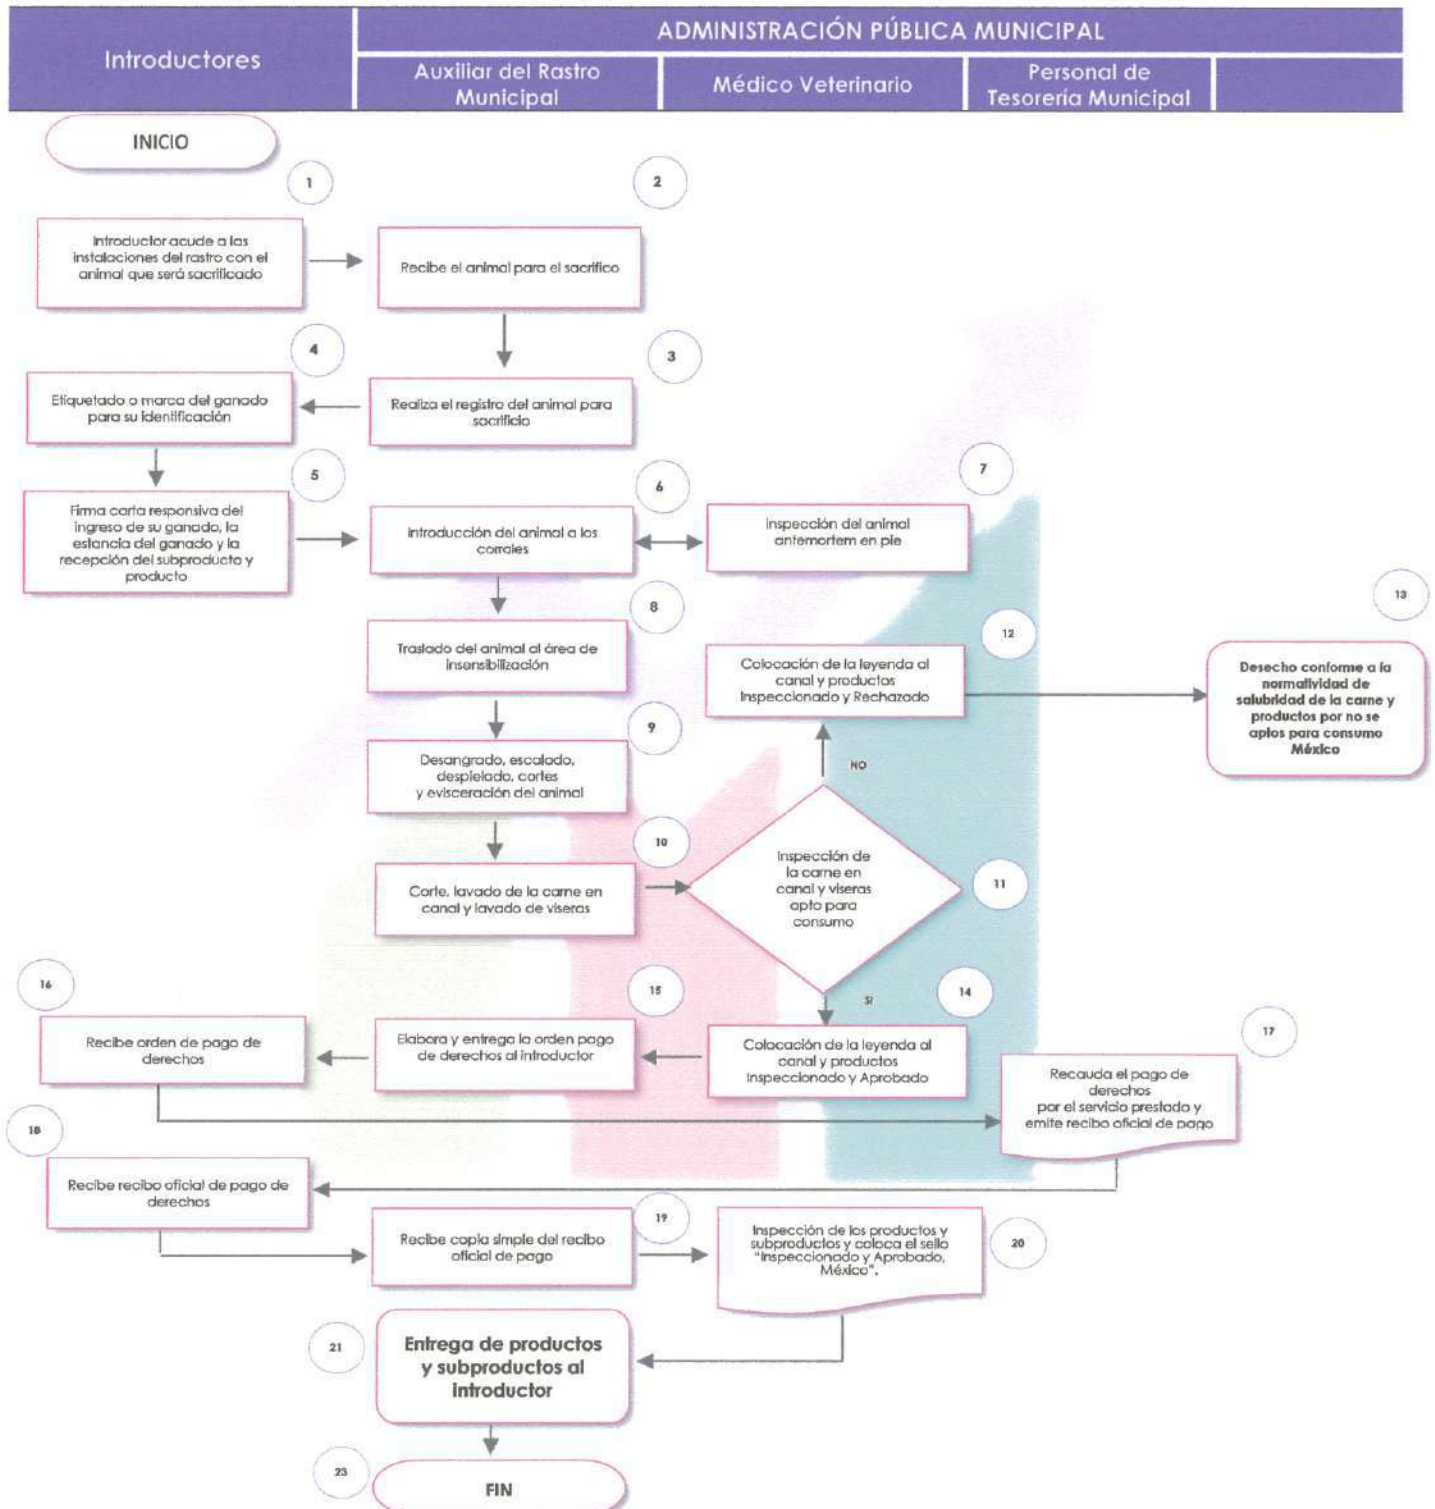 ADMINISTRACIÓN PÚBLICA MUNICIPAL
Introductores
Auxiliar del Rastro
Municipal
Médico Veterinario
Personal de
Tesorería Municipal
INICIO
1
2
Introductor acude a las
instalaciones del rastro con el
animal que será sacrificado
Recibe el animal para el sacrifico
4
3
Etiquetado o marca del ganado
para su identificación
Realiza el registro del animal para
sacrificio
5
6
7
Firma carta responsiva del
ingreso de su ganado, la
estancia del ganado y la
recepción del subproducto y
producto
Introducción del animal a los
corrales
Inspección del animal
antemortem en pie
8
12
13
Traslado del animal al área de
insensibilización
Colocación de la leyenda al
canal y productos
Inspeccionado y Rechazado
Desecho conforme a la
normatividad de
salubridad de la carne y
productos por no se
aptos para consumo
México
9
NO
Desangrado, escalado,
despielado, cortes
y evisceración del animal
10
11
Corte, lavado de la carne en
canal y lavado de viseras
Inspección de
la carne en
canal y viseras
apto para
consumo
16
15
SI
14
17
Recibe orden de pago de
derechos
Elabora y entrega la orden pago
de derechos al introductor
Colocación de la leyenda al
canal y productos
Inspeccionado y Aprobado
Recauda el pago de
derechos
por el servicio prestado y
emite recibo oficial de pago
18
Recibe recibo oficial de pago de
derechos
19
20
Recibe copia simple del recibo
oficial de pago
Inspección de los productos y
subproductos y coloca el sello
"Inspeccionado y Aprobado,
México".
21
Entrega de productos
y subproductos al
introductor
23
FIN